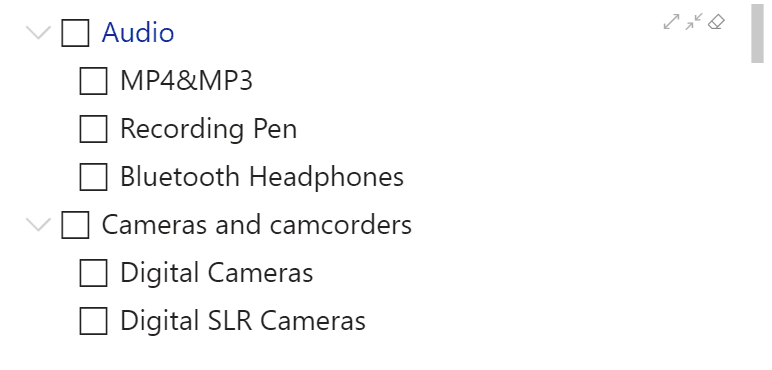 Audio
MP4&MP3
Recording Pen
Bluetooth Headphones
Cameras and camcorders
Digital Cameras
Digital SLR Cameras